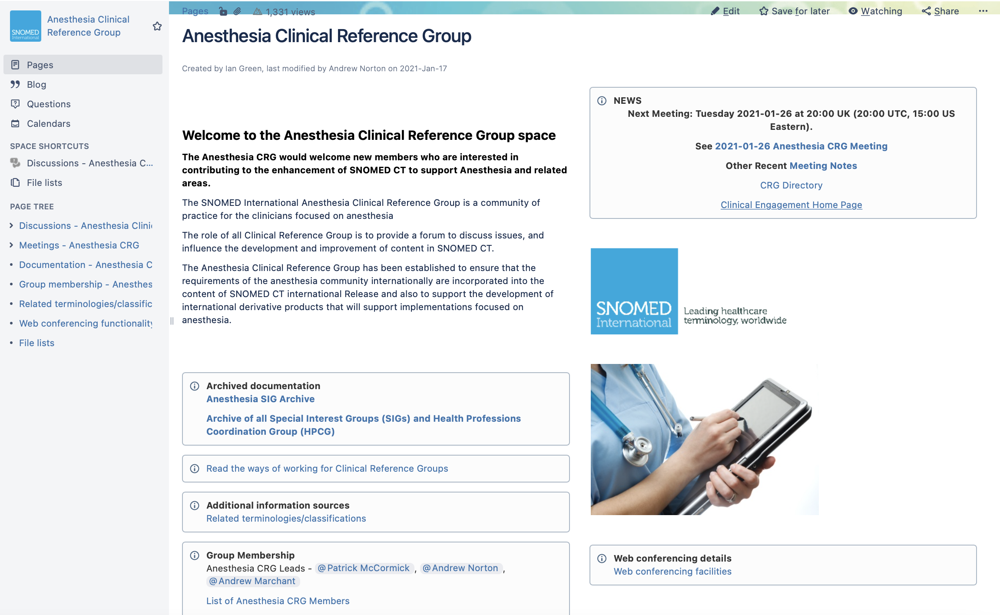 SNOMED
International
Anesthesia Clinical
Reference Group
Pages
Blog
Questions
Calendars
SPACE SHORTCUTS
Discussions - Anesthesia C...
File lists
PAGE TREE
Discussions - Anesthesia Clini
Meetings - Anesthesia CRG
Documentation - Anesthesia C
Group membership - Anesthes
Related terminologies/classific
Web conferencing functionality
File lists
Pages 1,331 views
Edit Save for later Watching Share
Anesthesia Clinical Reference Group
Created by Ian Green, last modified by Andrew Norton on 2021-Jan-17
Welcome to the Anesthesia Clinical Reference Group space
The Anesthesia CRG would welcome new members who are interested in
contributing to the enhancement of SNOMED CT to support Anesthesia and related
areas.
The SNOMED International Anesthesia Clinical Reference Group is a community of
practice for the clinicians focused on anesthesia
The role of all Clinical Reference Group is to provide a forum to discuss issues, and
influence the development and improvement of content in SNOMED CT.
The Anesthesia Clinical Reference Group has been established to ensure that the
requirements of the anesthesia community internationally are incorporated into the
content of SNOMED CT international Release and also to support the development of
international derivative products that will support implementations focused on
anesthesia.
Archived documentation
Anesthesia SIG Archive
Archive of all Special Interest Groups (SIGs) and Health Professions
Coordination Group (HPCG)
Read the ways of working for Clinical Reference Groups
Additional information sources
Related terminologies/classifications
Group Membership
Anesthesia CRG Leads - @Patrick McCormick , @Andrew Norton ,
@Andrew Marchant
List of Anesthesia CRG Members
NEWS
Next Meeting: Tuesday 2021-01-26 at 20:00 UK (20:00 UTC, 15:00 US
Eastern).
See 2021-01-26 Anesthesia CRG Meeting
Other Recent Meeting Notes
CRG Directory
Clinical Engagement Home Page
SNOMED
International
Leading healthcare
terminology, worldwide
Web conferencing details
Web conferencing facilities